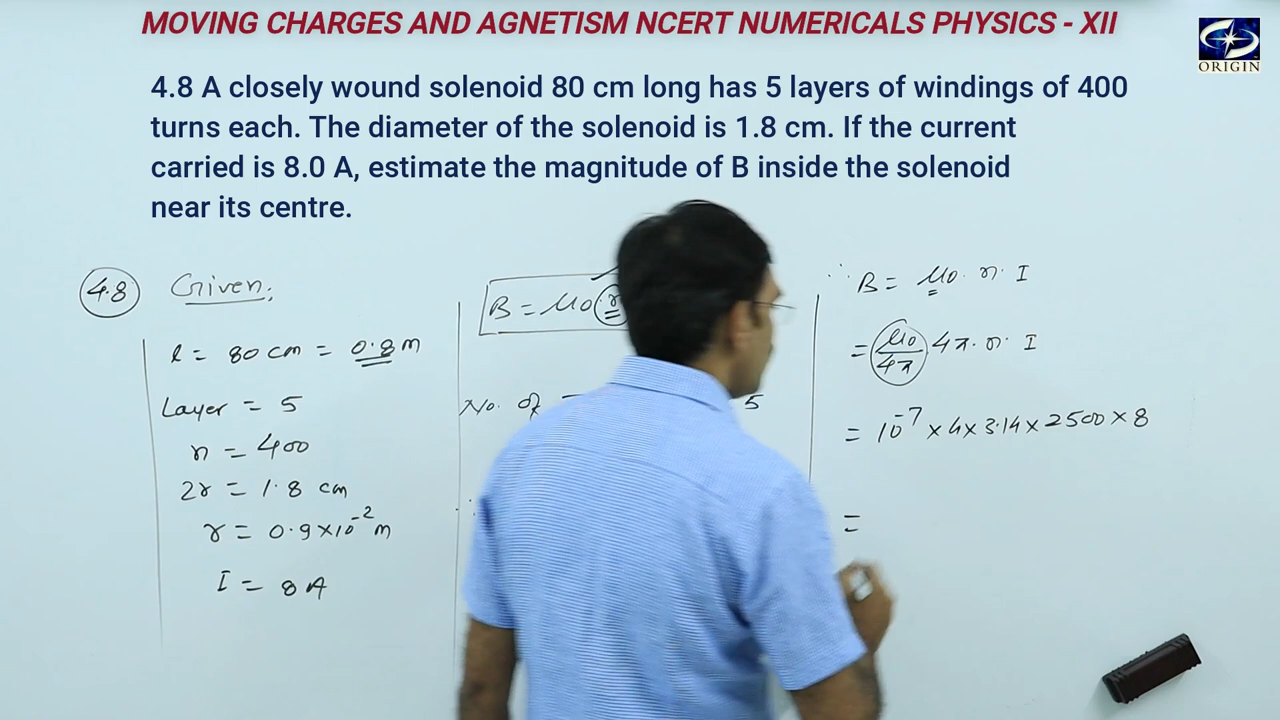 MOVING CHARGES AND AGNETISM NCERT NUMERICALS PHYSICS - XII
ORIGIN
4.8 A closely wound solenoid 80 cm long has 5 layers of windings of 400
turns each. The diameter of the solenoid is 1.8 cm. If the current
carried is 8.0 A, estimate the magnitude of B inside the solenoid
near its centre.
4.8 Given:
l = 80 cm = 0.8 m
Layer = 5
n = 400
2r = 1.8 cm
r = 0.9 × 10⁻² m
I = 8 A
B = μ0 n
No. of
5
∴ B = μ0. n. I
= μ0/4π . 4π. n. I
= 10⁻⁷ × 4 × 3.14 × 2500 × 8
=